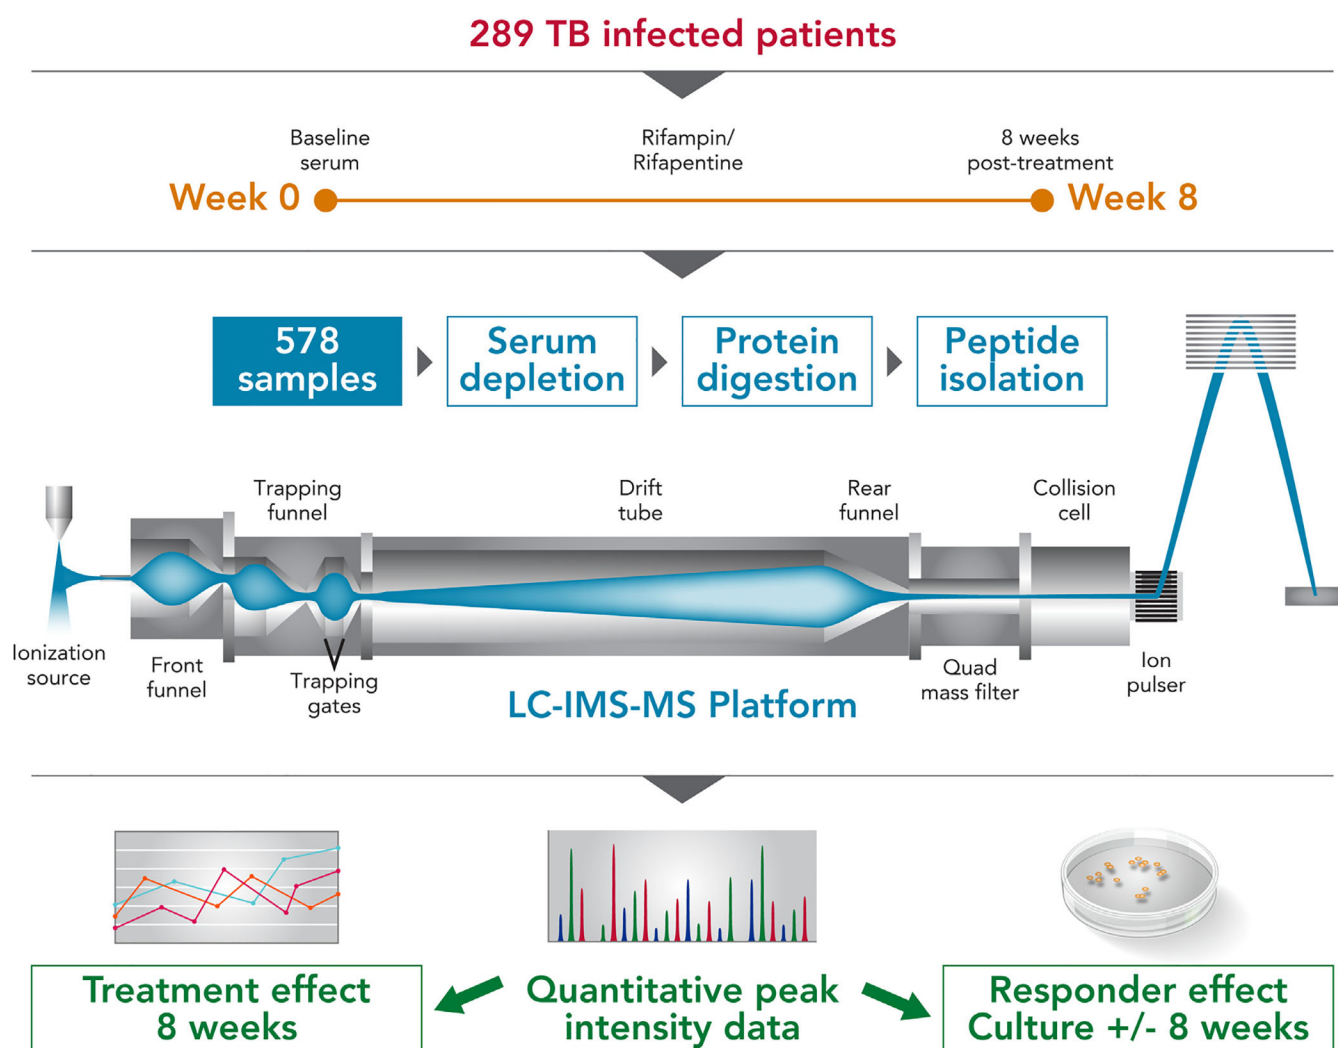 289 TB infected patients
Baseline
serum
Rifampin/
Rifapentine
8 weeks
post-treatment
Week 0
Week 8
578
samples
Serum
depletion
Protein
digestion
Peptide
isolation
Trapping
funnel
Drift
tube
Rear
funnel
Collision
cell
Ionization
source
Front
funnel
Trapping
gates
Quad
mass filter
Ion
pulser
LC-IMS-MS Platform
Treatment effect
8 weeks
Quantitative peak
intensity data
Responder effect
Culture +/- 8 weeks